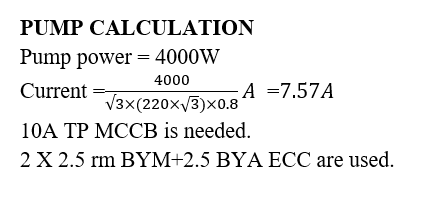 PUMP CALCULATION
Pump power = 4000W
Current = 4000/(√3×(220×√3)×0.8) A =7.57A
10A TP MCCB is needed.
2 X 2.5 rm BYM+2.5 BYA ECC are used.